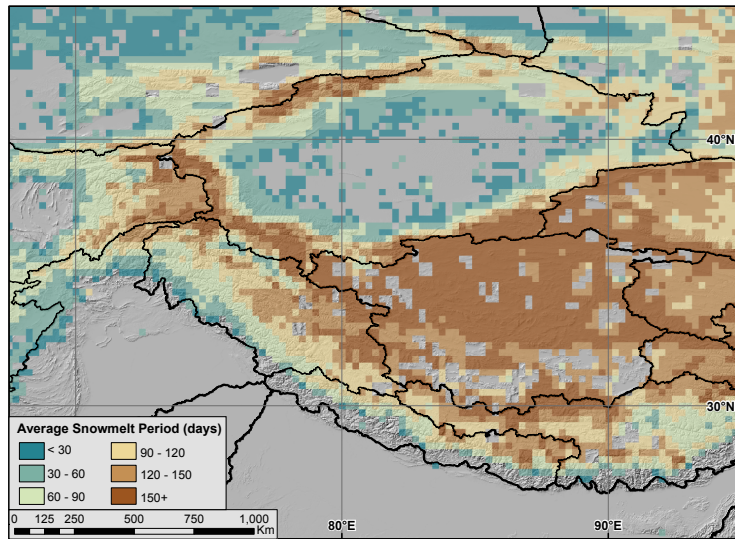 40°N
30°N
Average Snowmelt Period (days)
< 30 90 - 120
30 - 60 120 - 150
60 - 90 150+
0 125 250 500 750 1,000
Km
80°E 90°E